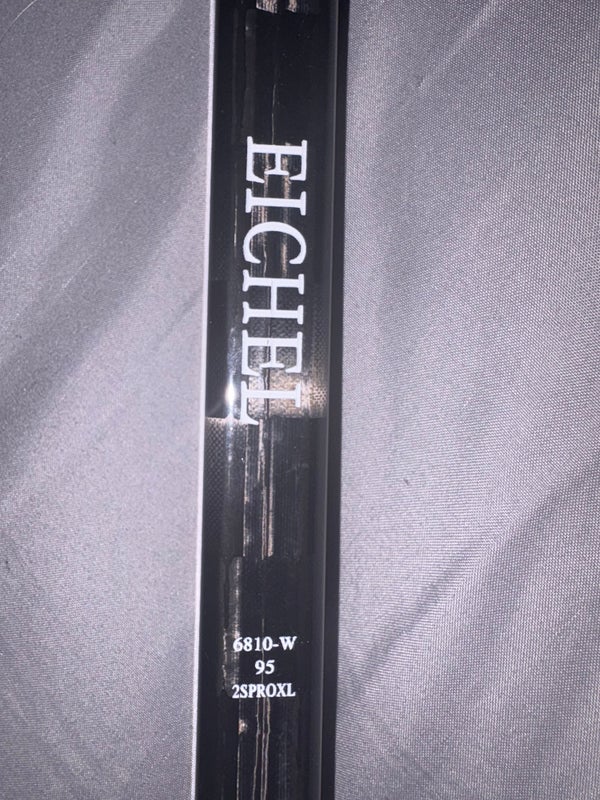 EICHEL
6810-W
95
2SPROXL